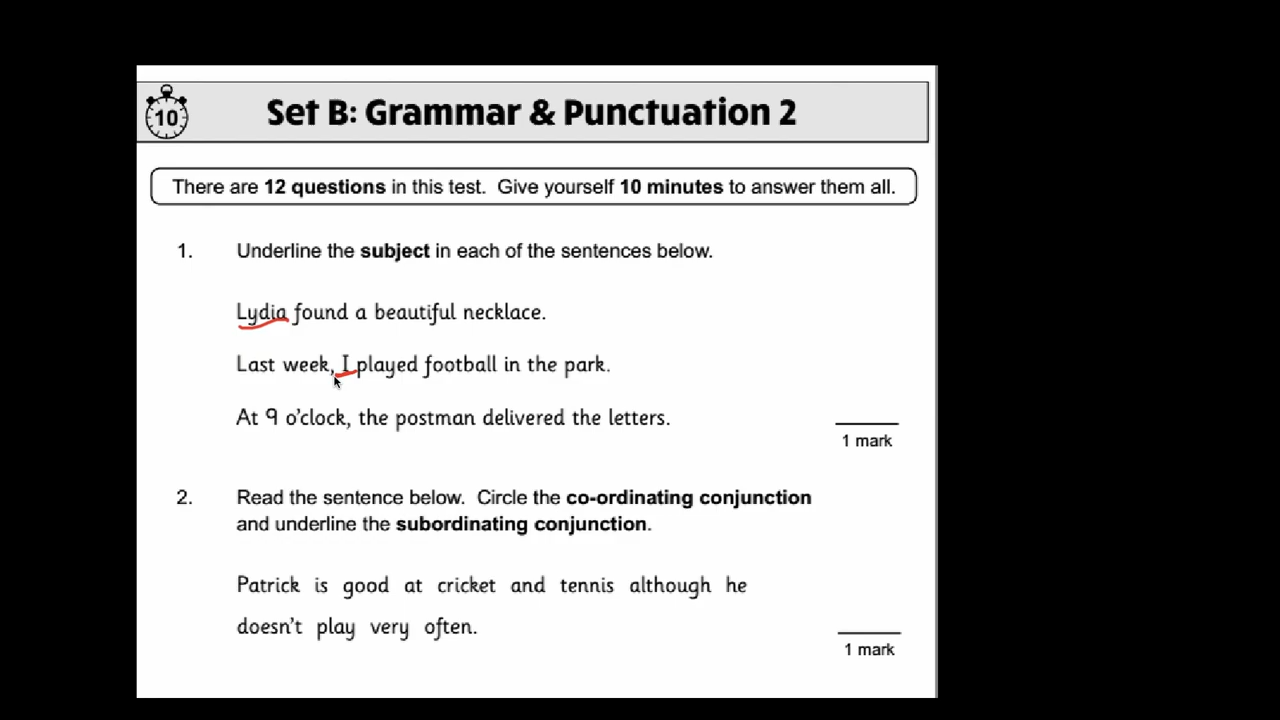 10
Set B: Grammar & Punctuation 2
There are 12 questions in this test. Give yourself 10 minutes to answer them all.
1. Underline the subject in each of the sentences below.
Lydia found a beautiful necklace.
Last week, I played football in the park.
At 9 o'clock, the postman delivered the letters.
1 mark
2. Read the sentence below. Circle the co-ordinating conjunction
and underline the subordinating conjunction.
Patrick is good at cricket and tennis although he
doesn't play very often.
1 mark